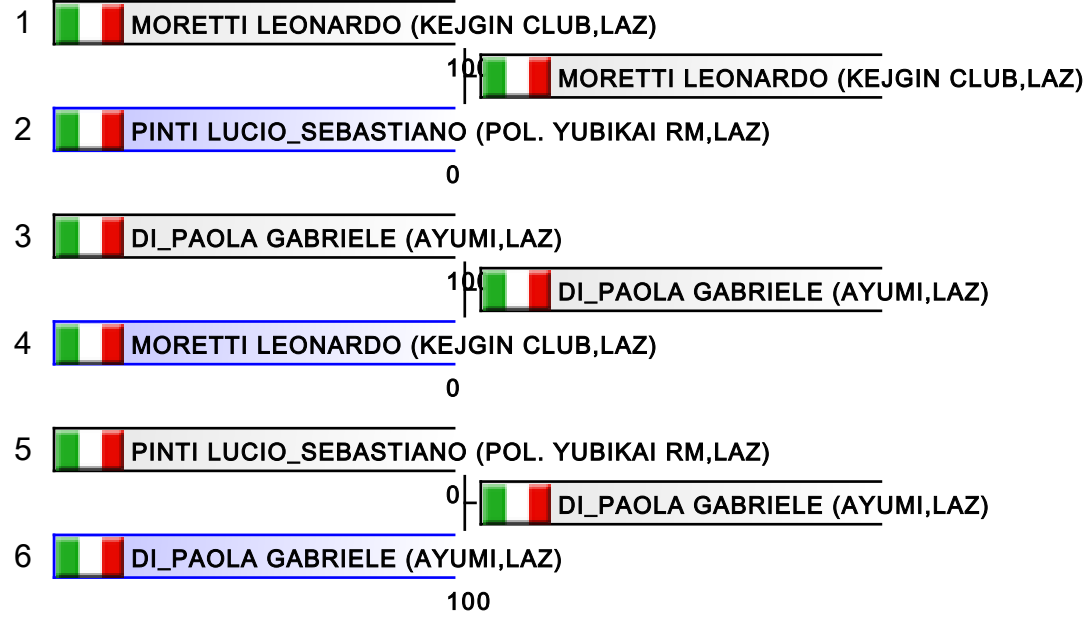 1 MORETTI LEONARDO (KEJGIN CLUB,LAZ)
100 MORETTI LEONARDO (KEJGIN CLUB,LAZ)
2 PINTI LUCIO_SEBASTIANO (POL. YUBIKAI RM,LAZ)
0
3 DI_PAOLA GABRIELE (AYUMI,LAZ)
100 DI_PAOLA GABRIELE (AYUMI,LAZ)
4 MORETTI LEONARDO (KEJGIN CLUB,LAZ)
0
5 PINTI LUCIO_SEBASTIANO (POL. YUBIKAI RM,LAZ)
0 DI_PAOLA GABRIELE (AYUMI,LAZ)
6 DI_PAOLA GABRIELE (AYUMI,LAZ)
100